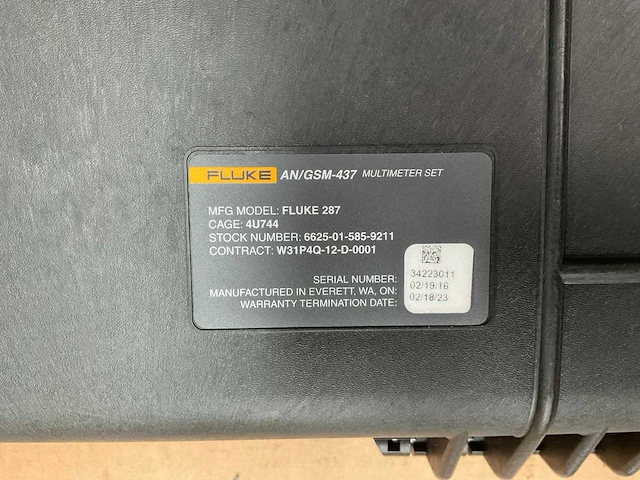 FLUKE AN/GSM-437 MULTIMETER SET
MFG MODEL: FLUKE 287
CAGE: 4U744
STOCK NUMBER: 6625-01-585-9211
CONTRACT: W31P4Q-12-D-0001
SERIAL NUMBER: 34223011
MANUFACTURED IN EVERETT, WA, ON: 02/19/16
WARRANTY TERMINATION DATE: 02/18/23